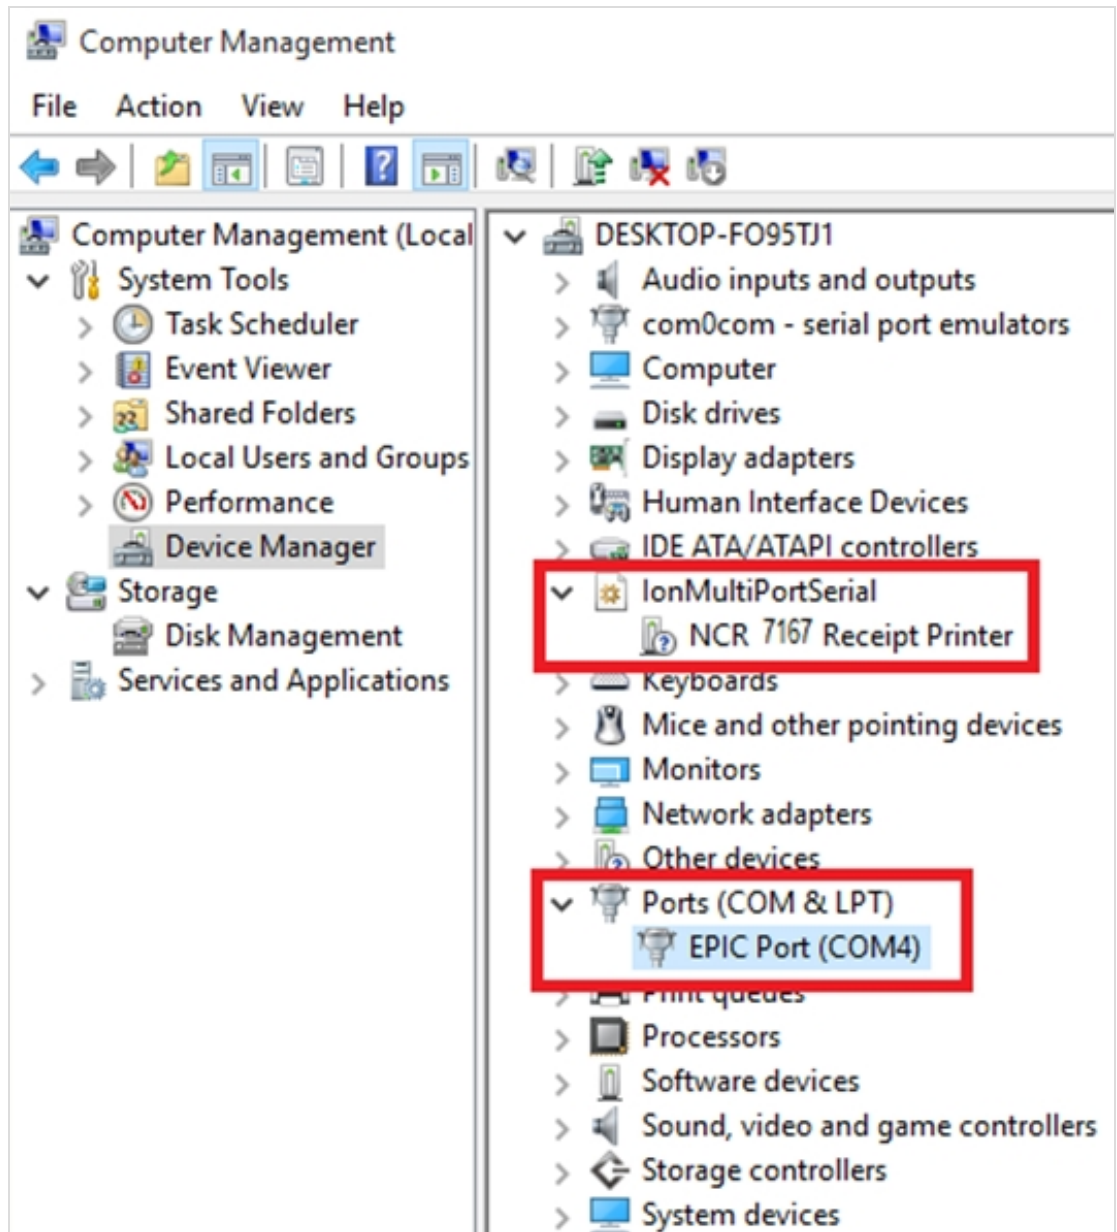 Computer Management
File Action View Help
Computer Management (Local
System Tools
Task Scheduler
Event Viewer
Shared Folders
Local Users and Groups
Performance
Device Manager
Storage
Disk Management
Services and Applications
DESKTOP-FO95TJ1
Audio inputs and outputs
com0com - serial port emulators
Computer
Disk drives
Display adapters
Human Interface Devices
IDE ATA/ATAPI controllers
IonMultiPortSerial
NCR 7167 Receipt Printer
Keyboards
Mice and other pointing devices
Monitors
Network adapters
Other devices
Ports (COM & LPT)
EPIC Port (COM4)
Print queues
Processors
Software devices
Sound, video and game controllers
Storage controllers
System devices